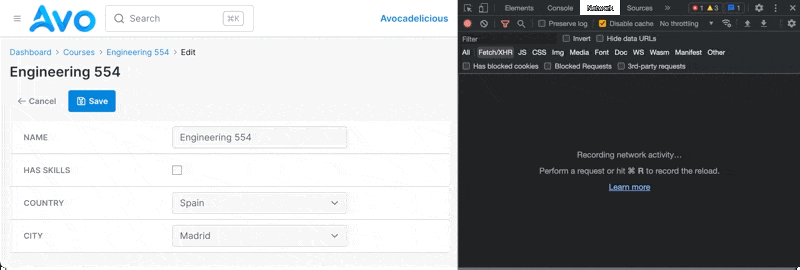 Avo
Search
⌘K
Avocadelicious
Dashboard > Courses > Engineering 554 > Edit
Engineering 554
← Cancel
Save
NAME
Engineering 554
HAS SKILLS
COUNTRY
Spain
CITY
Madrid
Elements Console Network Sources » 1 3 1
Preserve log Disable cache No throttling
Filter Invert Hide data URLs
All Fetch/XHR JS CSS Img Media Font Doc WS Wasm Manifest Other
Has blocked cookies Blocked Requests 3rd-party requests
Recording network activity…
Perform a request or hit ⌘ R to record the reload.
Learn more